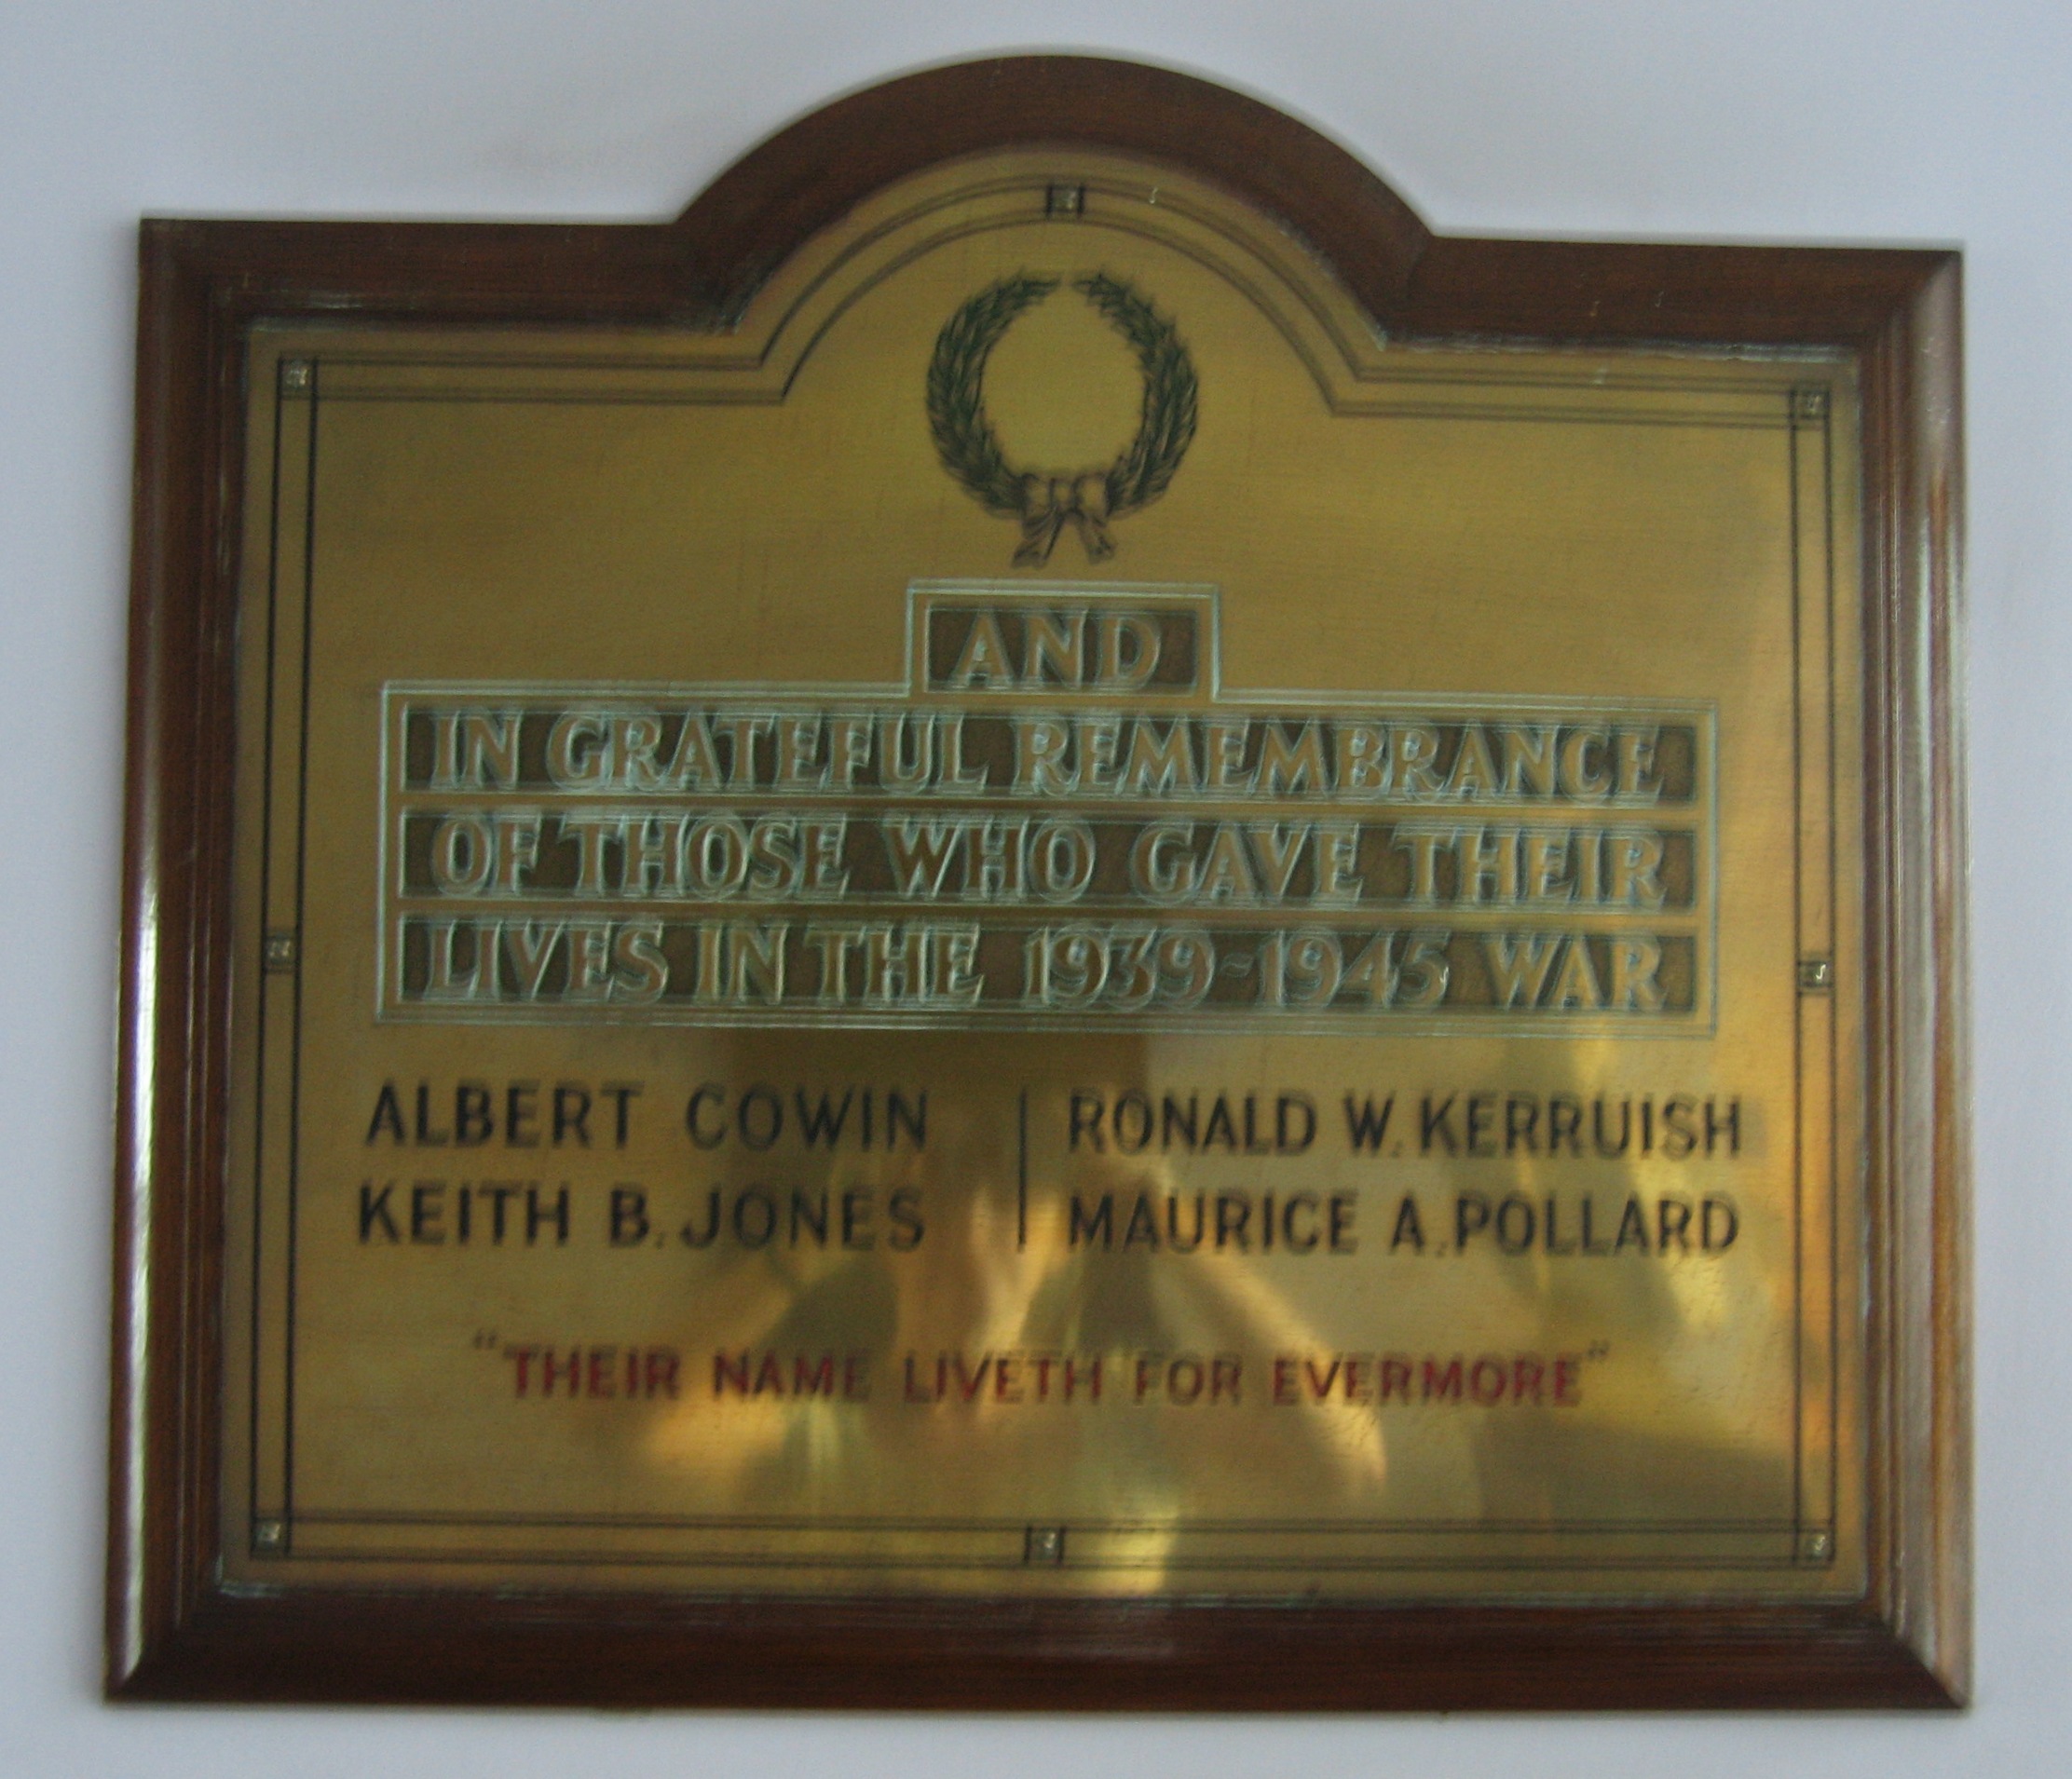 AND
IN GRATEFUL REMEMBRANCE
OF THOSE WHO GAVE THEIR
LIVES IN THE 1939-1945 WAR
ALBERT COWIN
KEITH B. JONES
RONALD W. KERRUISH
MAURICE A. POLLARD
"THEIR NAME LIVETH FOR EVERMORE"